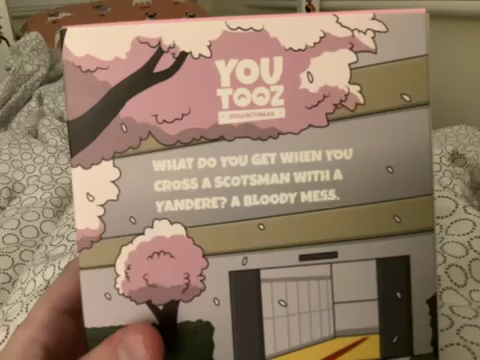 YOU
TOOZ
COLLECTIBLES
WHAT DO YOU GET WHEN YOU
CROSS A SCOTSMAN WITH A
YANDERE? A BLOODY MESS.